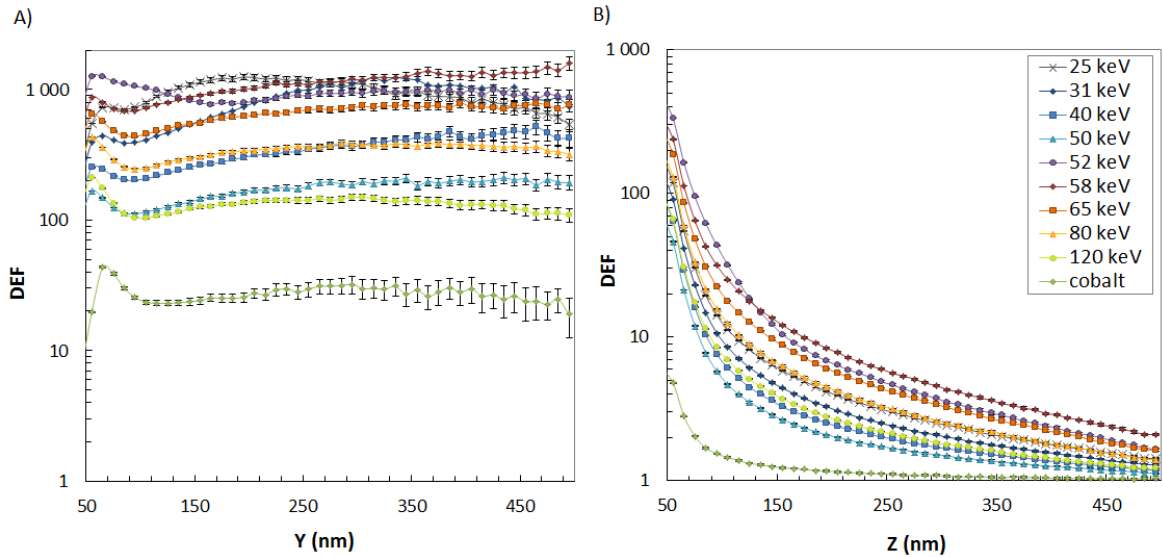 A)
1 000
100
10
1
50
150
250
350
450
DEF
Y (nm)
B)
1 000
100
10
1
50
150
250
350
450
DEF
Z (nm)
25 keV
31 keV
40 keV
50 keV
52 keV
58 keV
65 keV
80 keV
120 keV
cobalt